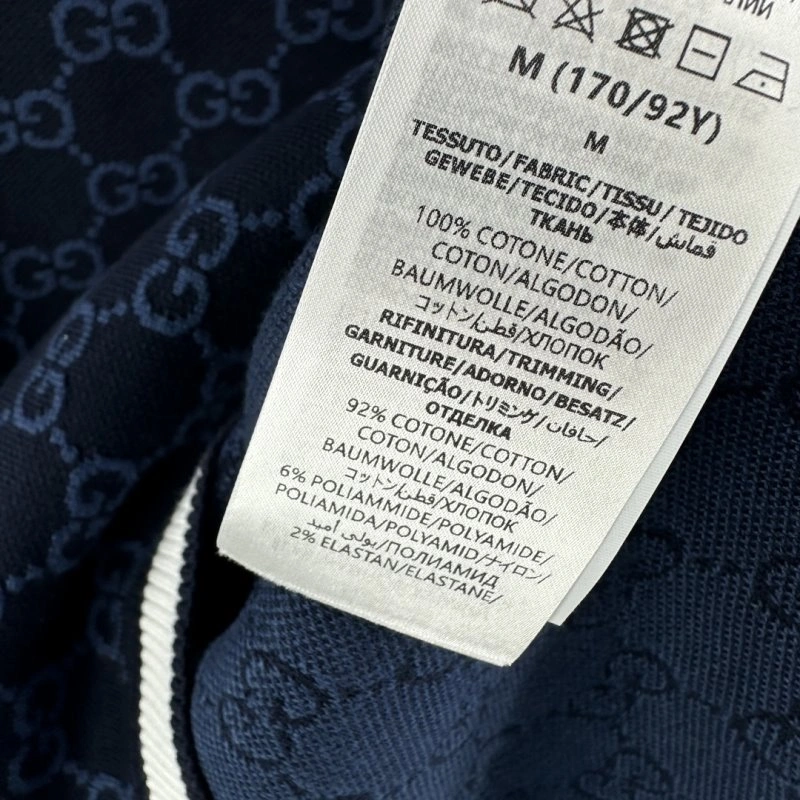 M (170/92Y)
M
TESSUTO/FABRIC/TISSU/TEJIDO
GEWEBE/TECIDO/本体/قماش/
ТКАНЬ
100% COTONE/COTTON/
COTON/ALGODON/
BAUMWOLLE/ALGODÃO/
コットン/قطن/ХЛОПОК
RIFINITURA/TRIMMING/
GARNITURE/ADORNO/BESATZ/
GUARNIÇÃO/トリミング/حافات/
ОТДЕЛКА
92% COTONE/COTTON/
COTON/ALGODON/
BAUMWOLLE/ALGODÃO/
コットン/قطن/ХЛОПОК
6% POLIAMMIDE/POLYAMIDE/
POLIAMIDA/POLYAMID/ナイロン/
بولي أميد/ПОЛИАМИД
2% ELASTAN/ELASTANE/